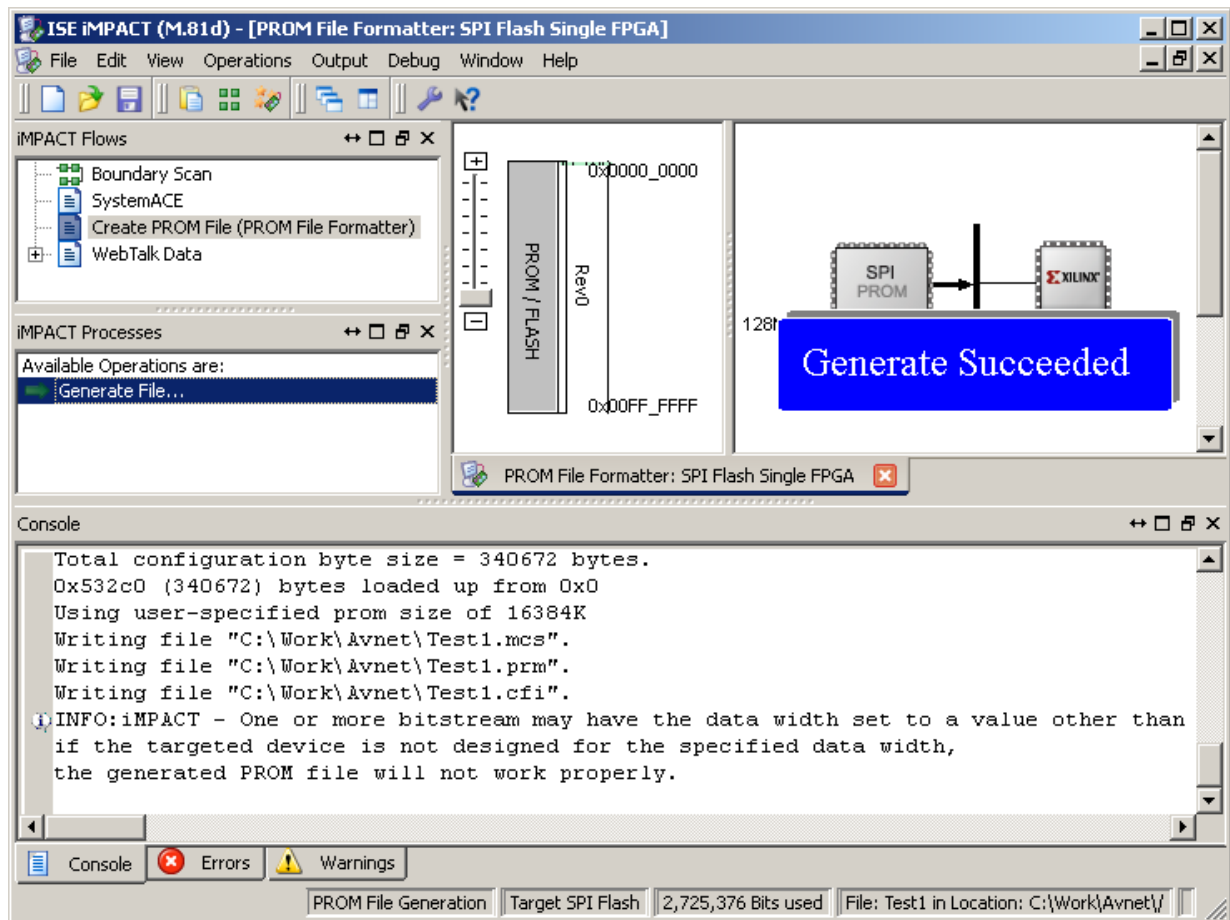 ISE iMPACT (M.81d) - [PROM File Formatter: SPI Flash Single FPGA]
File Edit View Operations Output Debug Window Help
iMPACT Flows
Boundary Scan
SystemACE
Create PROM File (PROM File Formatter)
WebTalk Data
iMPACT Processes
Available Operations are:
Generate File...
PROM / FLASH
Rev0
0x0000_0000
0x00FF_FFFF
SPI
PROM
XILINX
128M
Generate Succeeded
PROM File Formatter: SPI Flash Single FPGA
Console
Total configuration byte size = 340672 bytes.
0x532c0 (340672) bytes loaded up from 0x0
Using user-specified prom size of 16384K
Writing file "C:\Work\Avnet\Test1.mcs".
Writing file "C:\Work\Avnet\Test1.prm".
Writing file "C:\Work\Avnet\Test1.cfi".
INFO:iMPACT - One or more bitstream may have the data width set to a value other than
if the targeted device is not designed for the specified data width,
the generated PROM file will not work properly.
Console Errors Warnings
PROM File Generation Target SPI Flash 2,725,376 Bits used File: Test1 in Location: C:\Work\Avnet\/